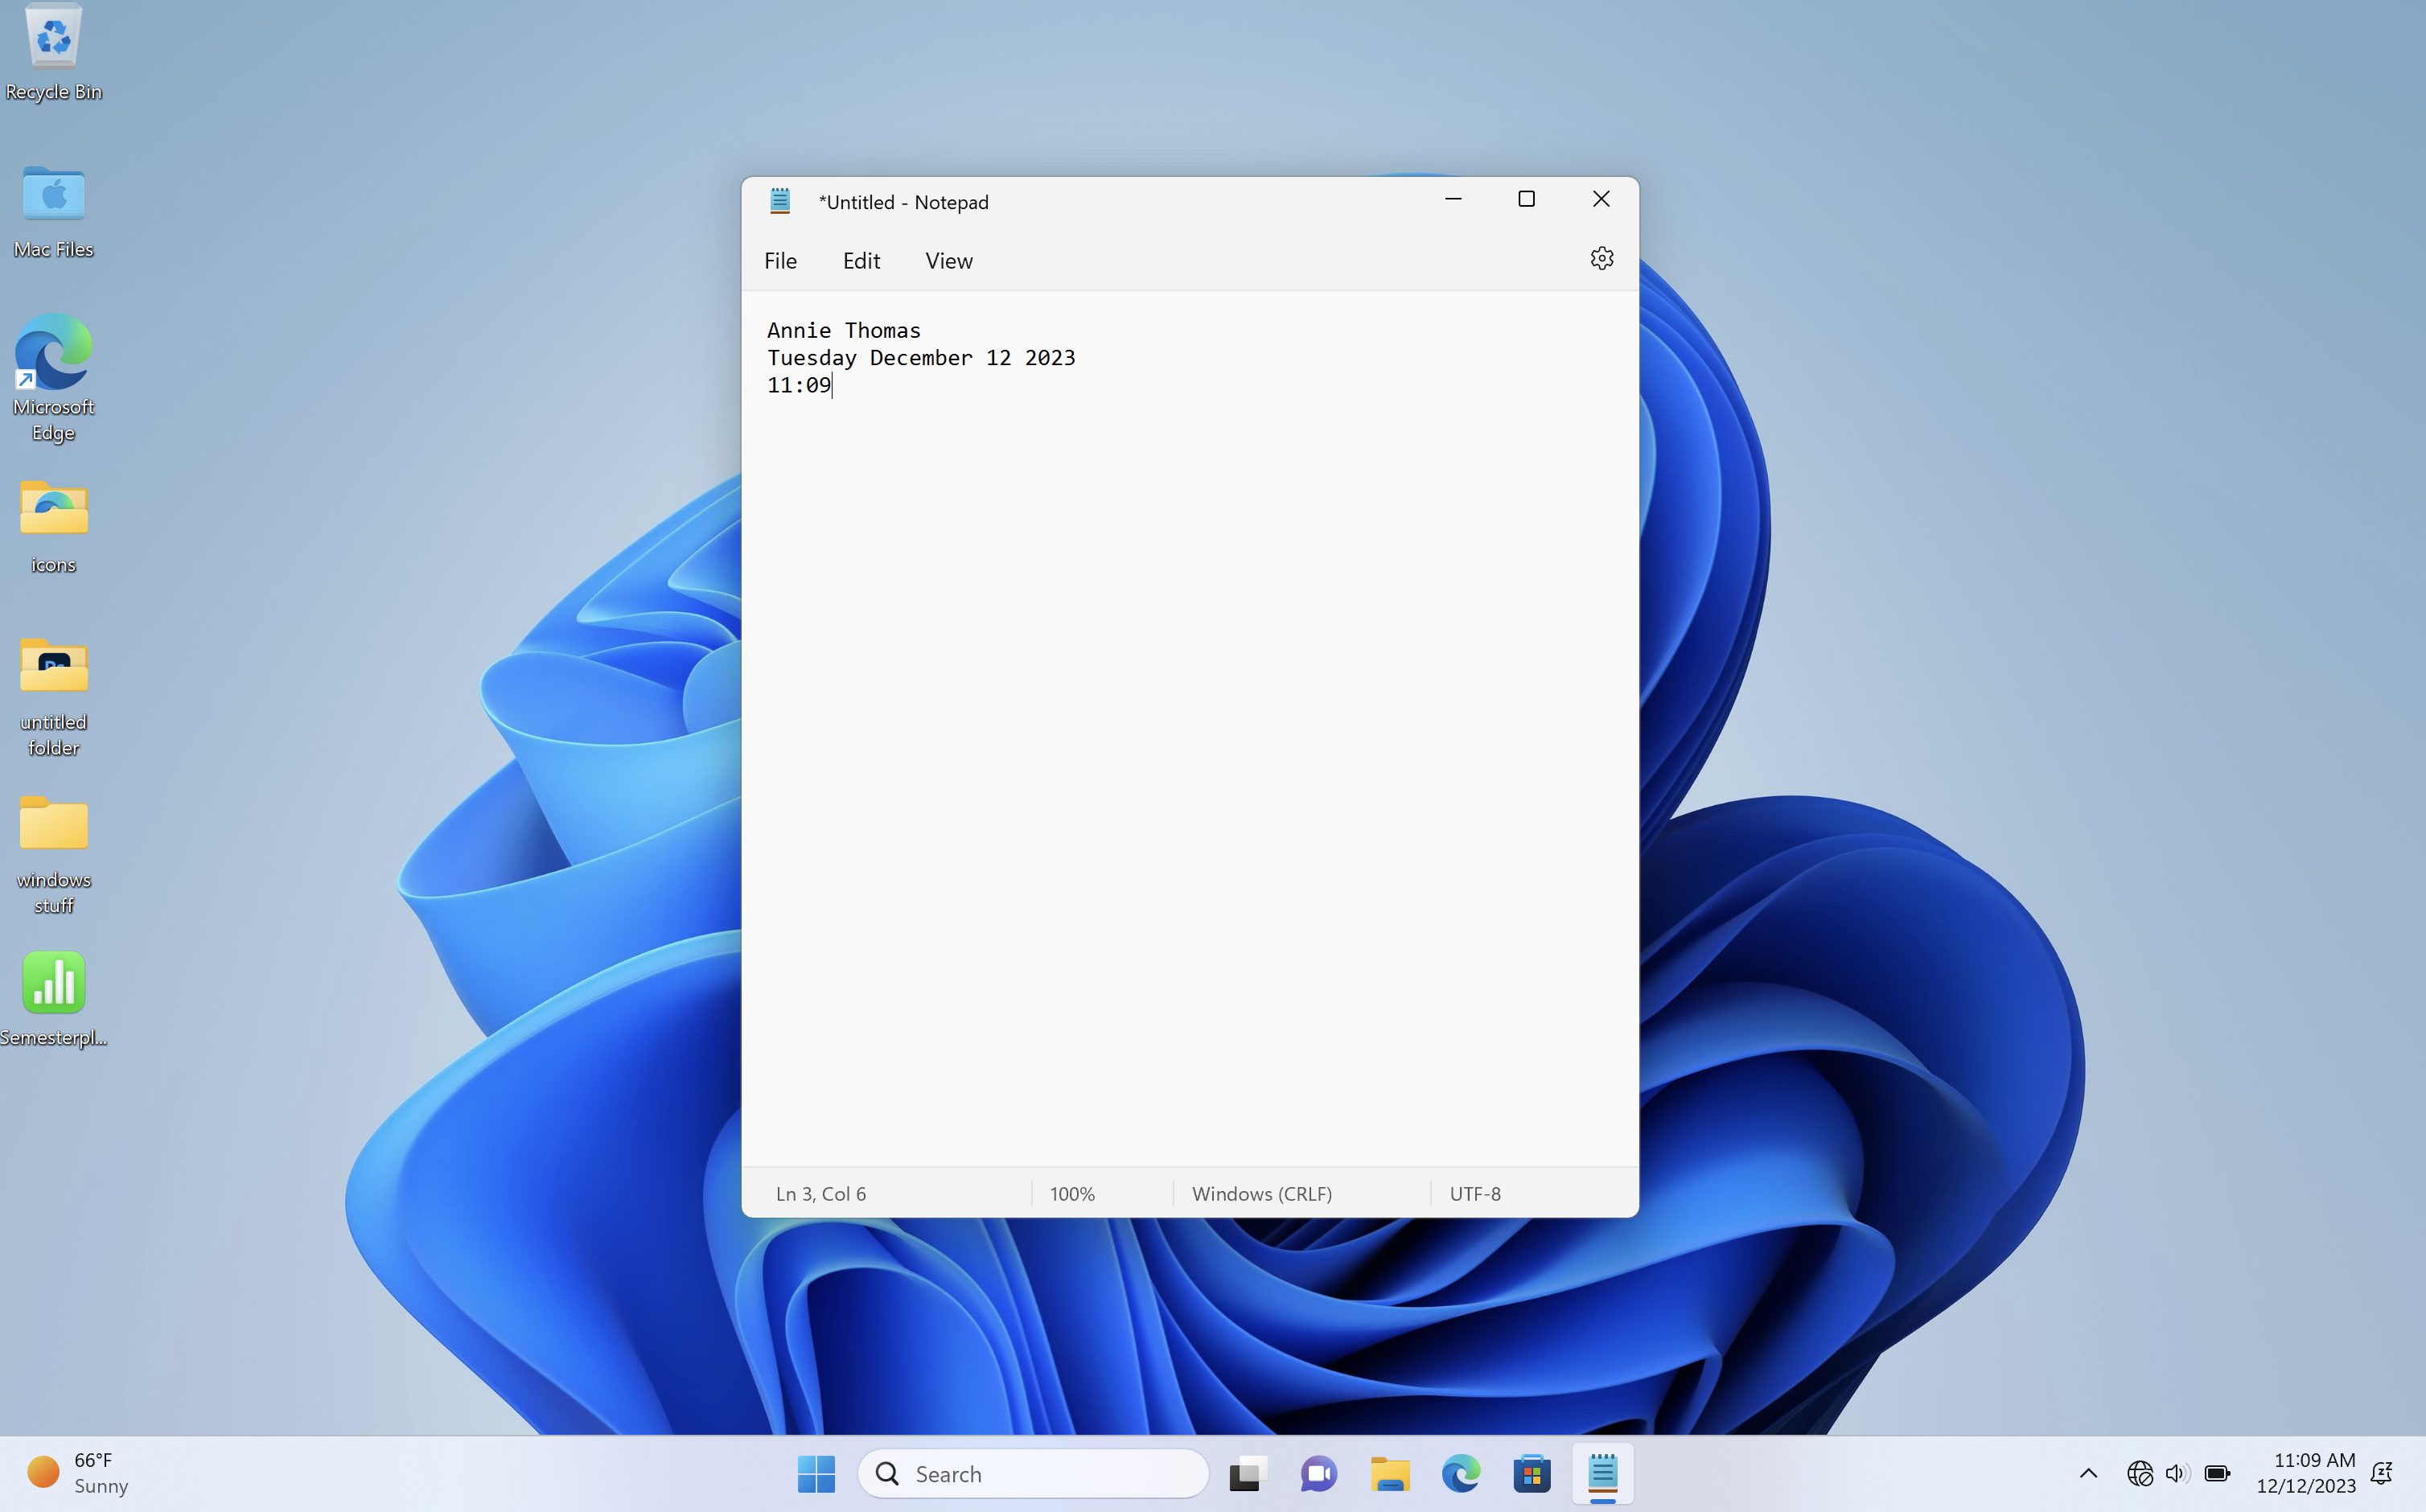 Recycle Bin
Mac Files
Microsoft
Edge
icons
untitled
folder
windows
stuff
Semesterpl...
*Untitled - Notepad
File Edit View
Annie Thomas
Tuesday December 12 2023
11:09
Ln 3, Col 6 100% Windows (CRLF) UTF-8
66°F
Sunny
Search
11:09 AM
12/12/2023